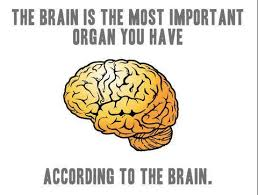 THE BRAIN IS THE MOST IMPORTANT
ORGAN YOU HAVE
ACCORDING TO THE BRAIN.